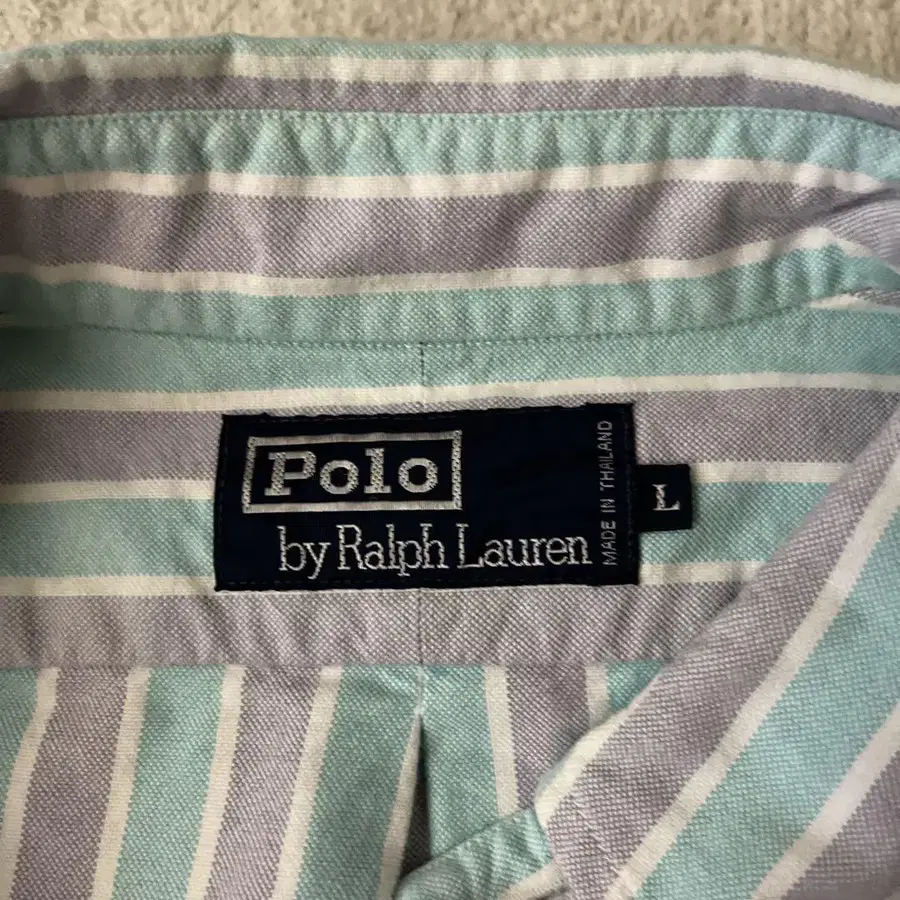 Polo
by Ralph Lauren
MADE IN THAILAND
L